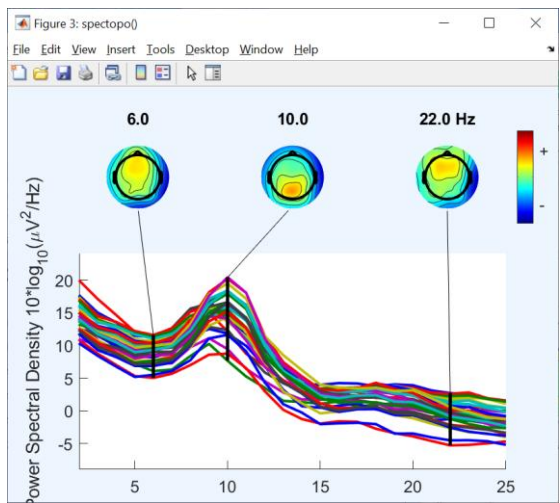 Figure 3: spectopo()
File Edit View Insert Tools Desktop Window Help
6.0 10.0 22.0 Hz
+
-
Power Spectral Density 10*log10(μV2/Hz)
20
15
10
5
0
-5
5 10 15 20 25